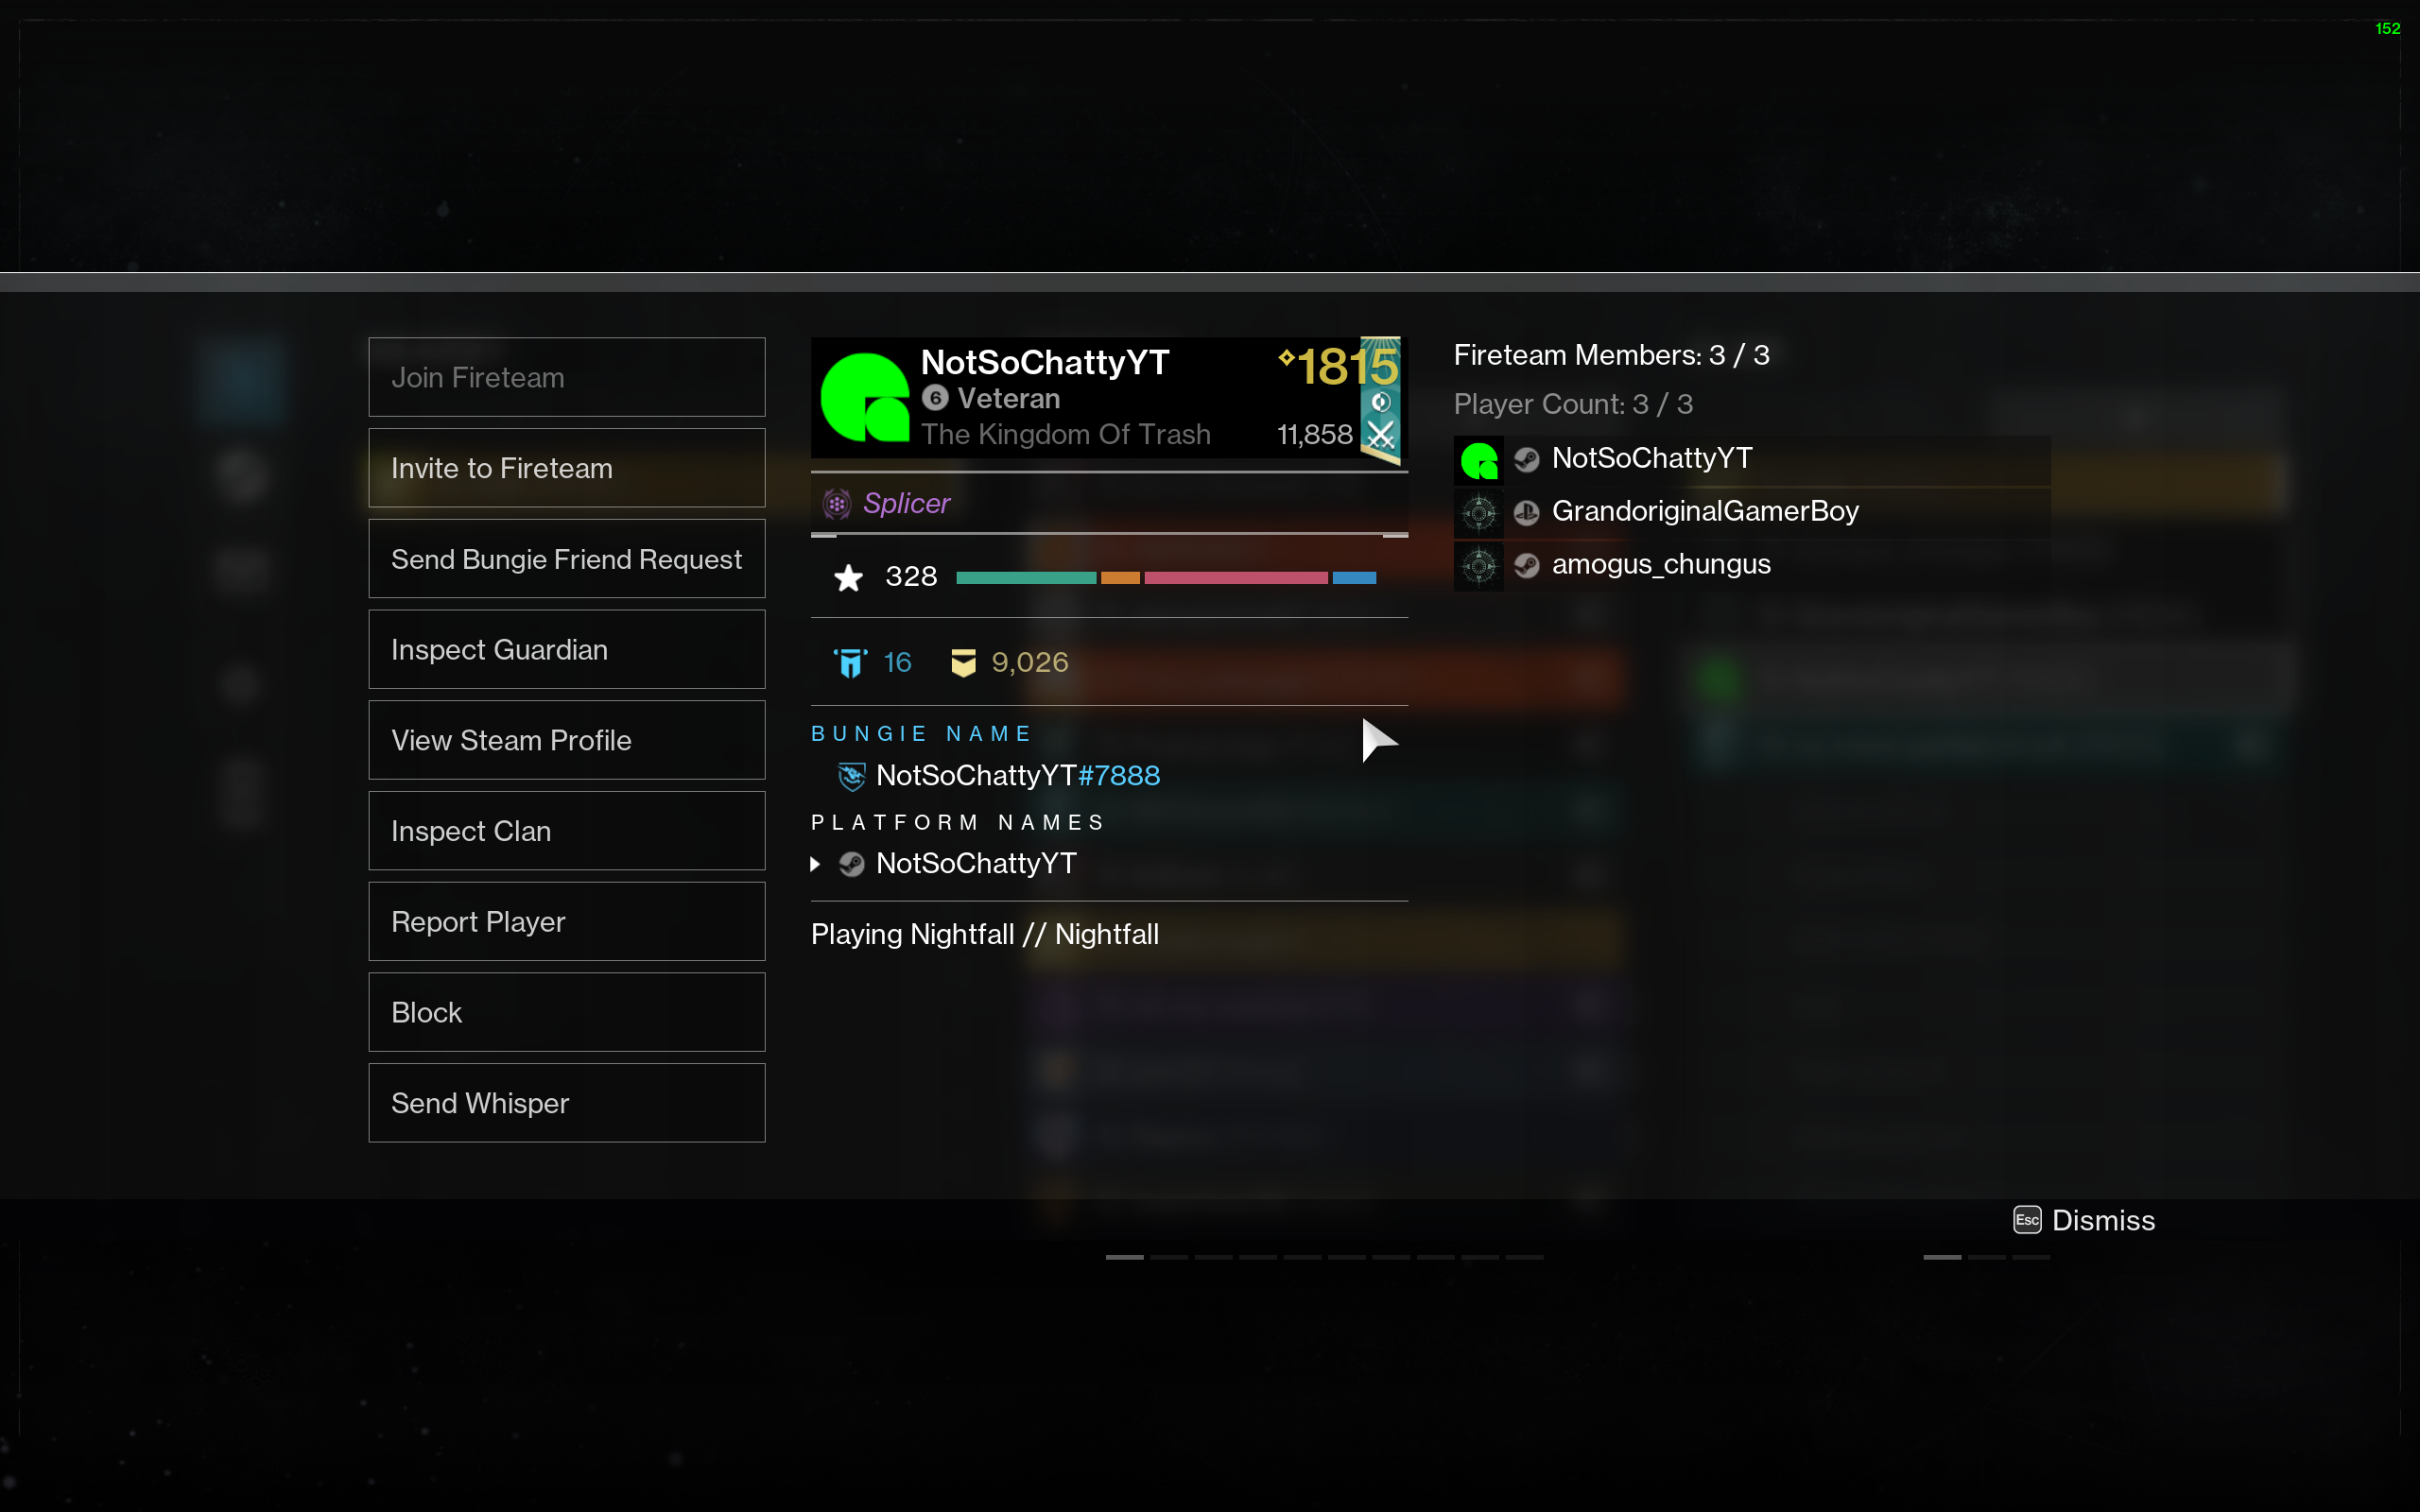 152
Join Fireteam
Invite to Fireteam
Send Bungie Friend Request
Inspect Guardian
View Steam Profile
Inspect Clan
Report Player
Block
Send Whisper
NotSoChattyYT
1815
6 Veteran
The Kingdom Of Trash
11,858
Splicer
328
16 9,026
BUNGIE NAME
NotSoChattyYT#7888
PLATFORM NAMES
NotSoChattyYT
Playing Nightfall // Nightfall
Fireteam Members: 3 / 3
Player Count: 3 / 3
NotSoChattyYT
GrandoriginalGamerBoy
amogus_chungus
Esc Dismiss